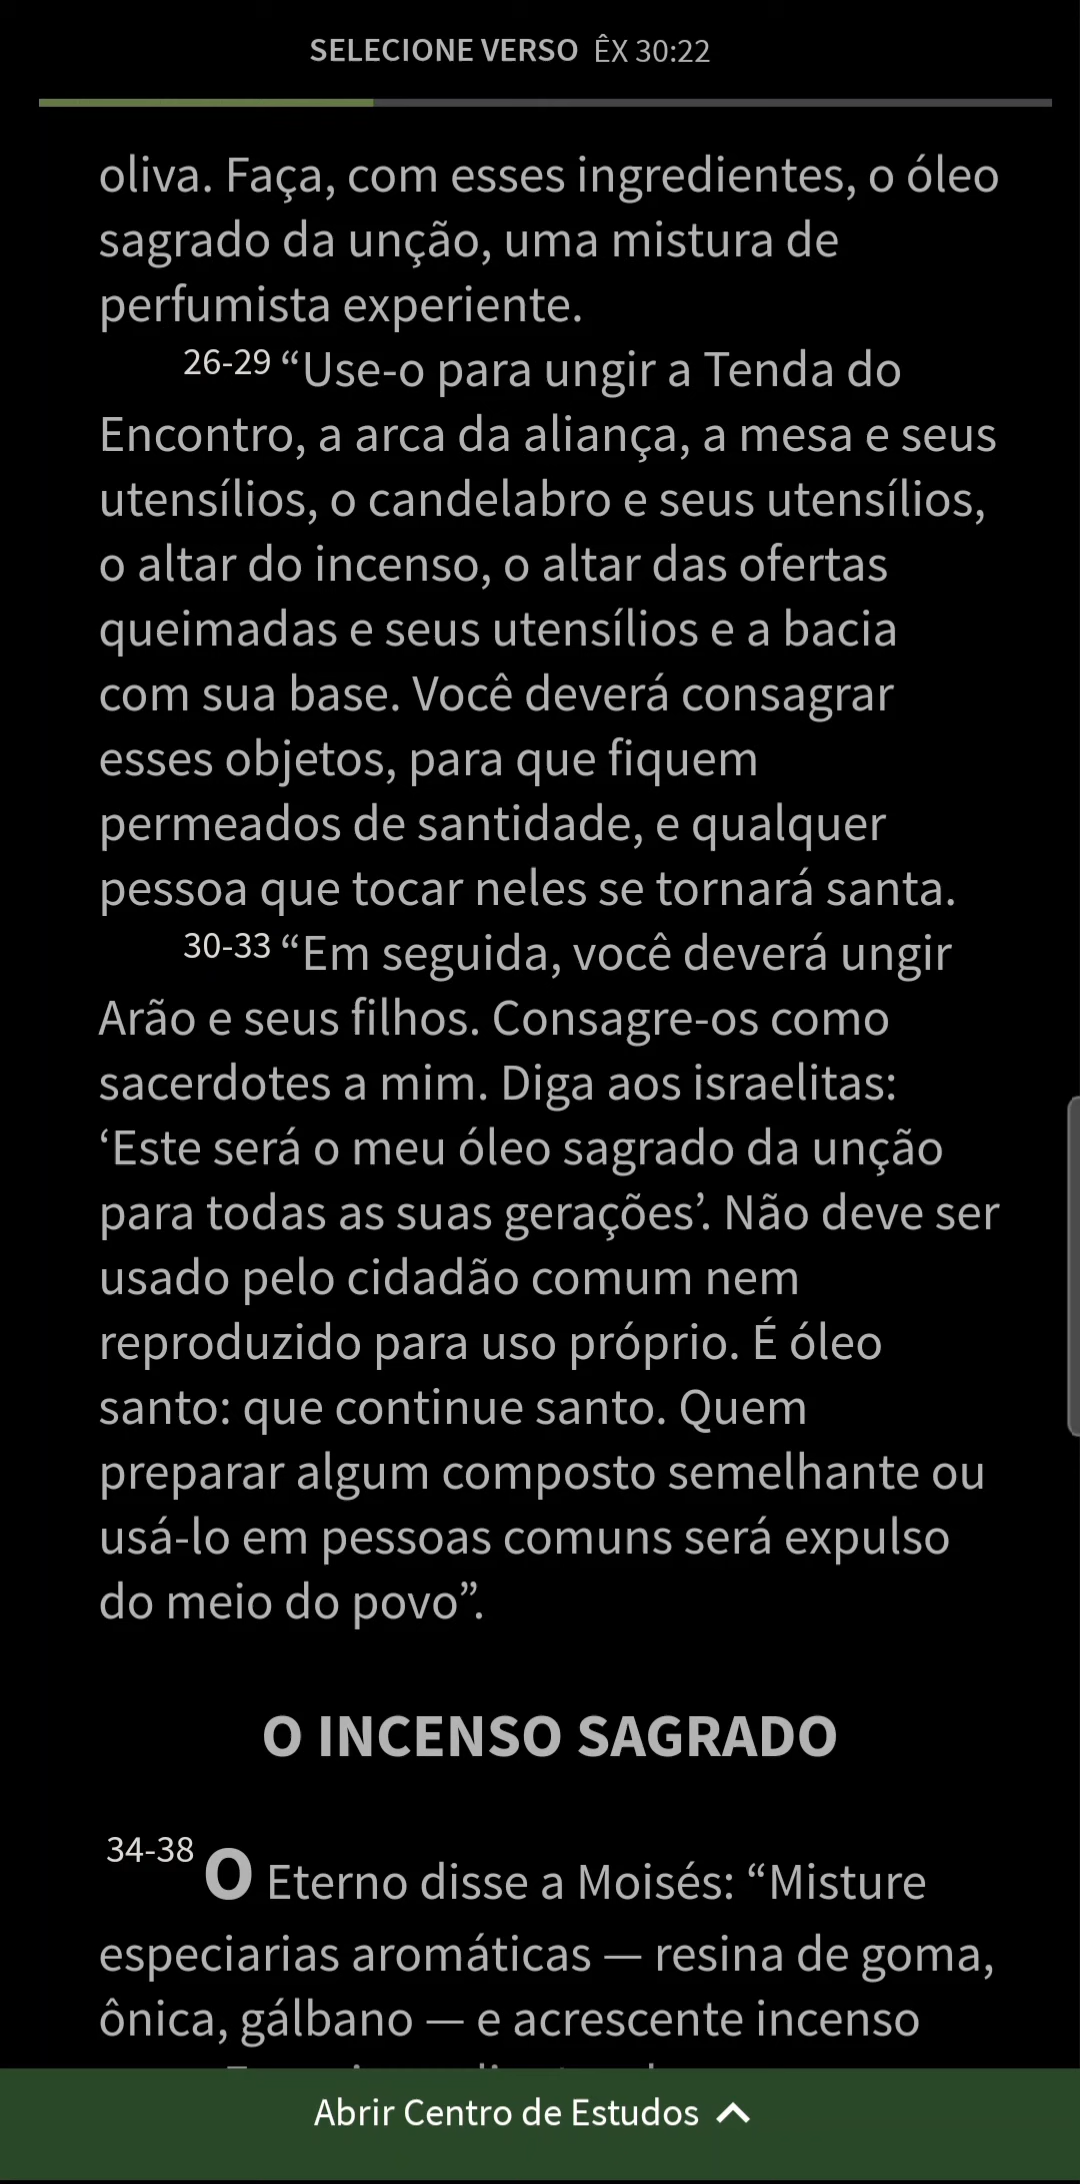 SELECIONE VERSO ÊX 30:22
oliva. Faça, com esses ingredientes, o óleo
sagrado da unção, uma mistura de
perfumista experiente.
26-29 “Use-o para ungir a Tenda do
Encontro, a arca da aliança, a mesa e seus
utensílios, o candelabro e seus utensílios,
o altar do incenso, o altar das ofertas
queimadas e seus utensílios e a bacia
com sua base. Você deverá consagrar
esses objetos, para que fiquem
permeados de santidade, e qualquer
pessoa que tocar neles se tornará santa.
30-33 “Em seguida, você deverá ungir
Arão e seus filhos. Consagre-os como
sacerdotes a mim. Diga aos israelitas:
‘Este será o meu óleo sagrado da unção
para todas as suas gerações’. Não deve ser
usado pelo cidadão comum nem
reproduzido para uso próprio. É óleo
santo: que continue santo. Quem
preparar algum composto semelhante ou
usá-lo em pessoas comuns será expulso
do meio do povo”.
O INCENSO SAGRADO
34-38 O Eterno disse a Moisés: “Misture
especiarias aromáticas — resina de goma,
ônica, gálbano — e acrescente incenso
Abrir Centro de Estudos